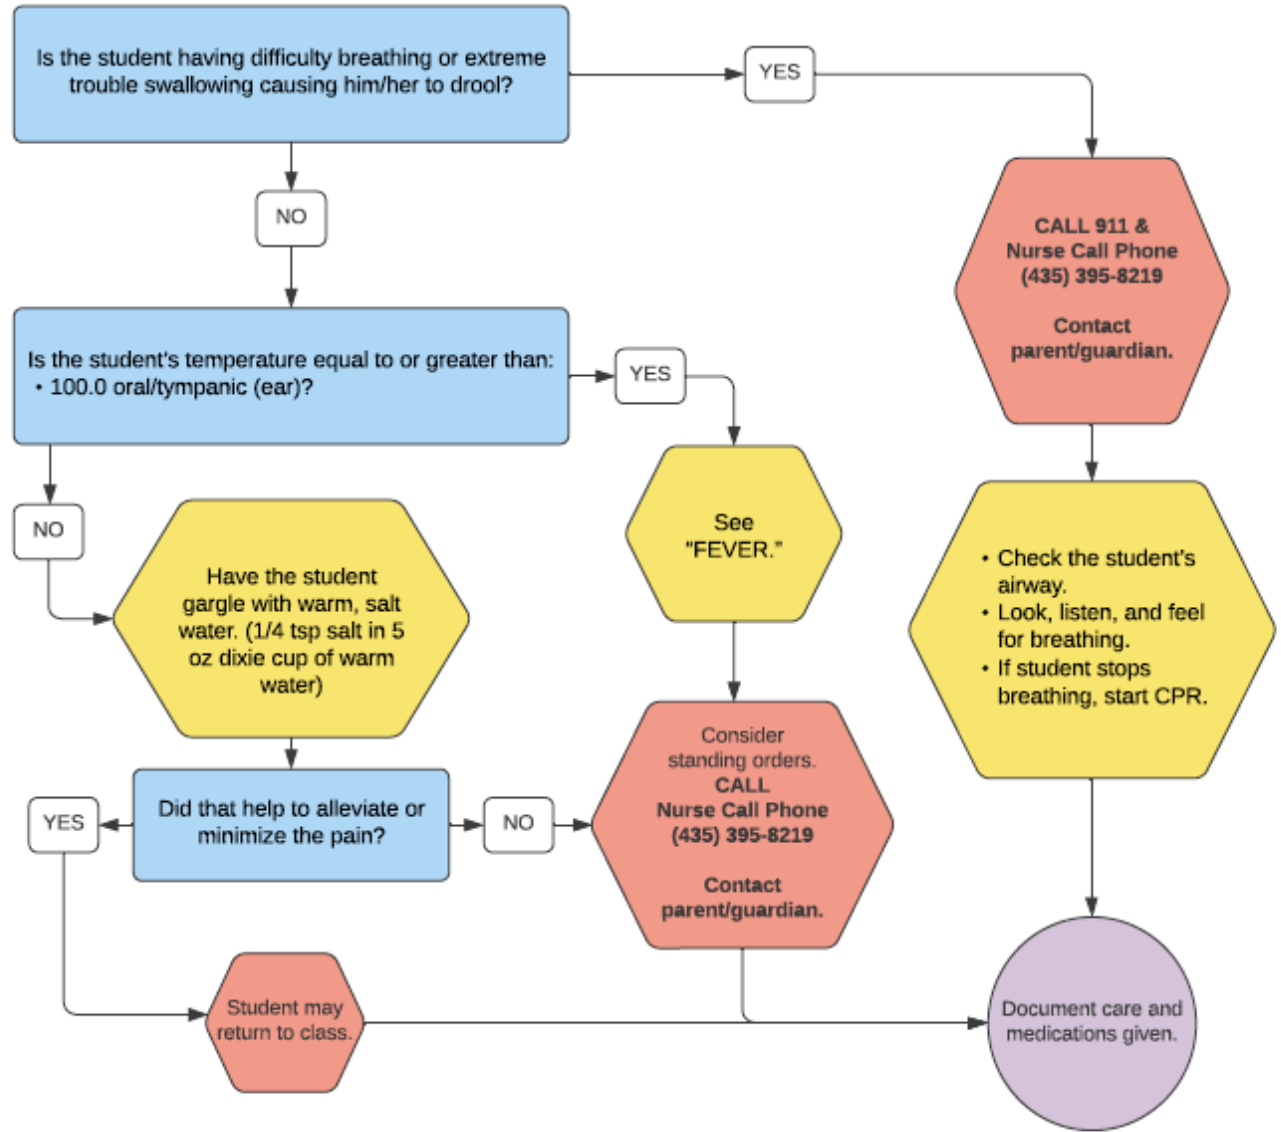 Is the student having difficulty breathing or extreme
trouble swallowing causing him/her to drool?
YES
NO
CALL 911 &
Nurse Call Phone
(435) 395-8219
Contact
parent/guardian.
Is the student's temperature equal to or greater than:
• 100.0 oral/tympanic (ear)?
YES
NO
See
"FEVER."
• Check the student's
airway.
• Look, listen, and feel
for breathing.
• If student stops
breathing, start CPR.
Have the student
gargle with warm, salt
water. (1/4 tsp salt in 5
oz dixie cup of warm
water)
Did that help to alleviate or
minimize the pain?
YES
NO
Consider
standing orders.
CALL
Nurse Call Phone
(435) 395-8219
Contact
parent/guardian.
Student may
return to class.
Document care and
medications given.